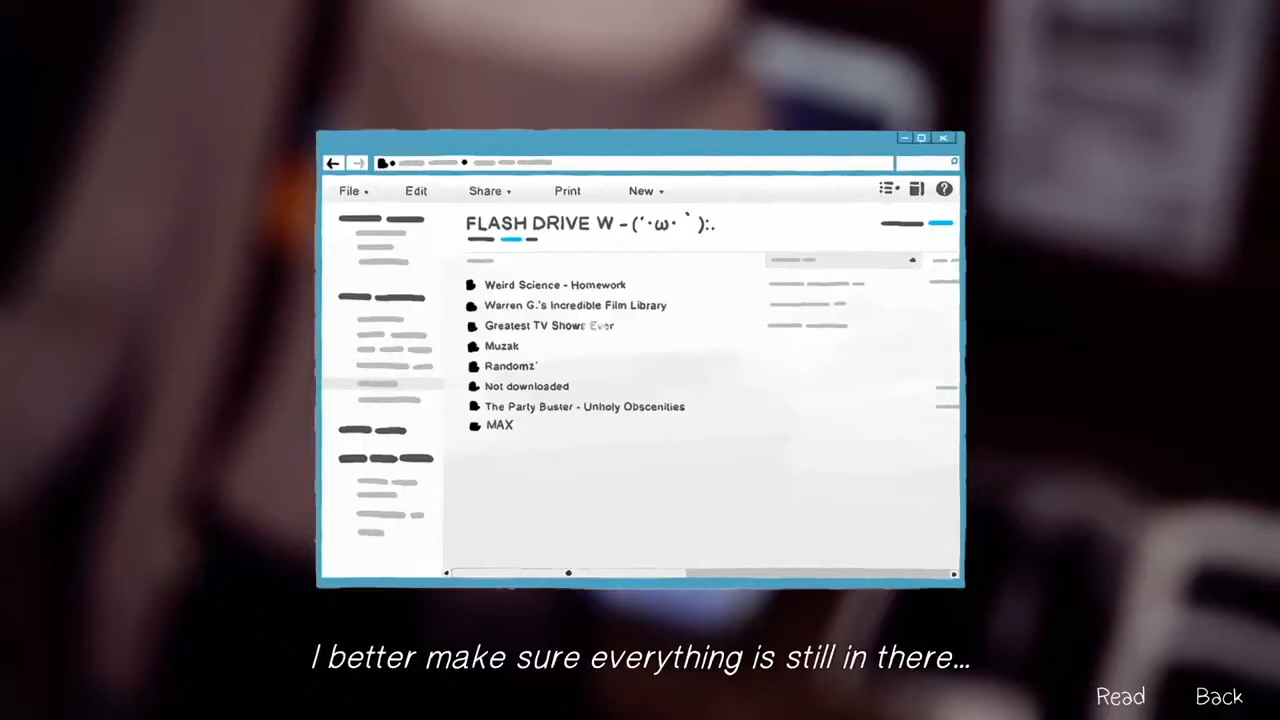 File Edit Share Print New
FLASH DRIVE W - (´･ω･｀):.
Weird Science - Homework
Warren G.'s Incredible Film Library
Greatest TV Shows Ever
Muzak
Randomz'
Not downloaded
The Party Buster - Unholy Obscenities
MAX
I better make sure everything is still in there...
Read Back